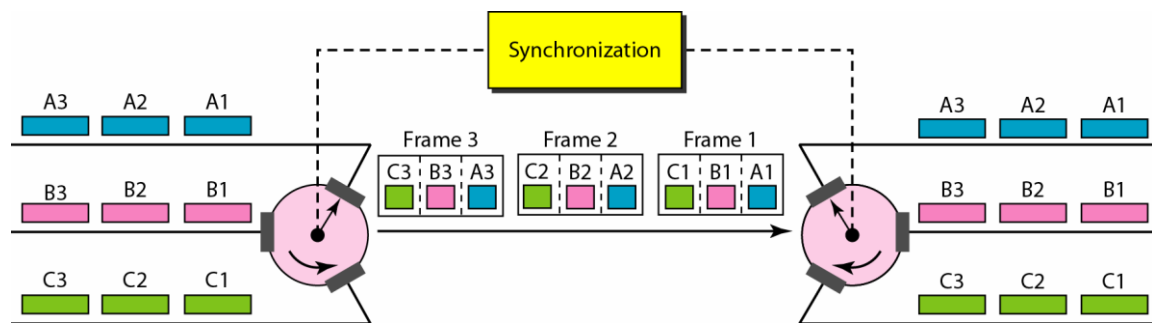 Synchronization
A3 A2 A1
A3 A2 A1
Frame 3 Frame 2 Frame 1
C3 B3 A3 C2 B2 A2 C1 B1 A1
B3 B2 B1
B3 B2 B1
C3 C2 C1
C3 C2 C1